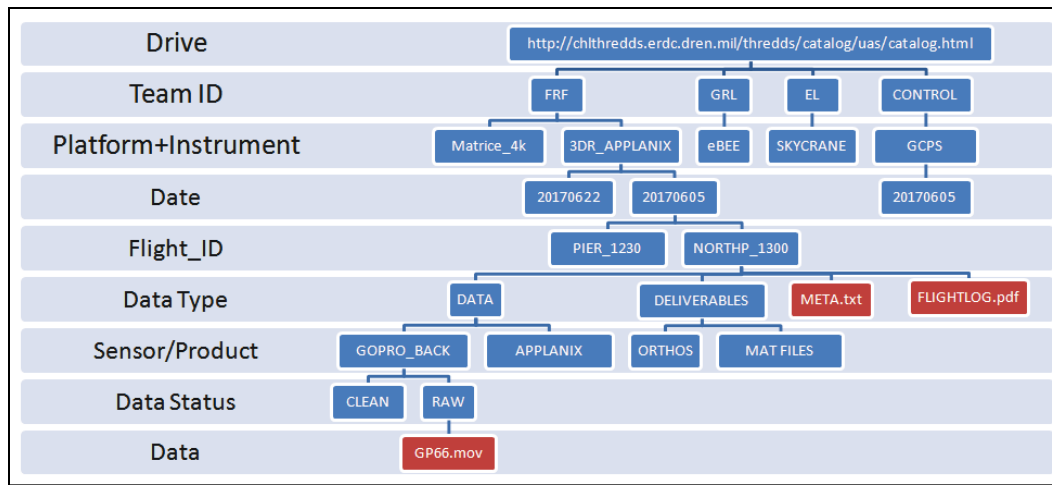 Drive
http://chlthredds.erdc.dren.mil/thredds/catalog/uas/catalog.html
Team ID
FRF
GRL
EL
CONTROL
Platform+Instrument
Matrice_4k
3DR_APPLANIX
eBEE
SKYCRANE
GCPS
Date
20170622
20170605
20170605
Flight_ID
PIER_1230
NORTHP_1300
Data Type
DATA
DELIVERABLES
META.txt
FLIGHTLOG.pdf
Sensor/Product
GOPRO_BACK
APPLANIX
ORTHOS
MAT FILES
Data Status
CLEAN
RAW
Data
GP66.mov